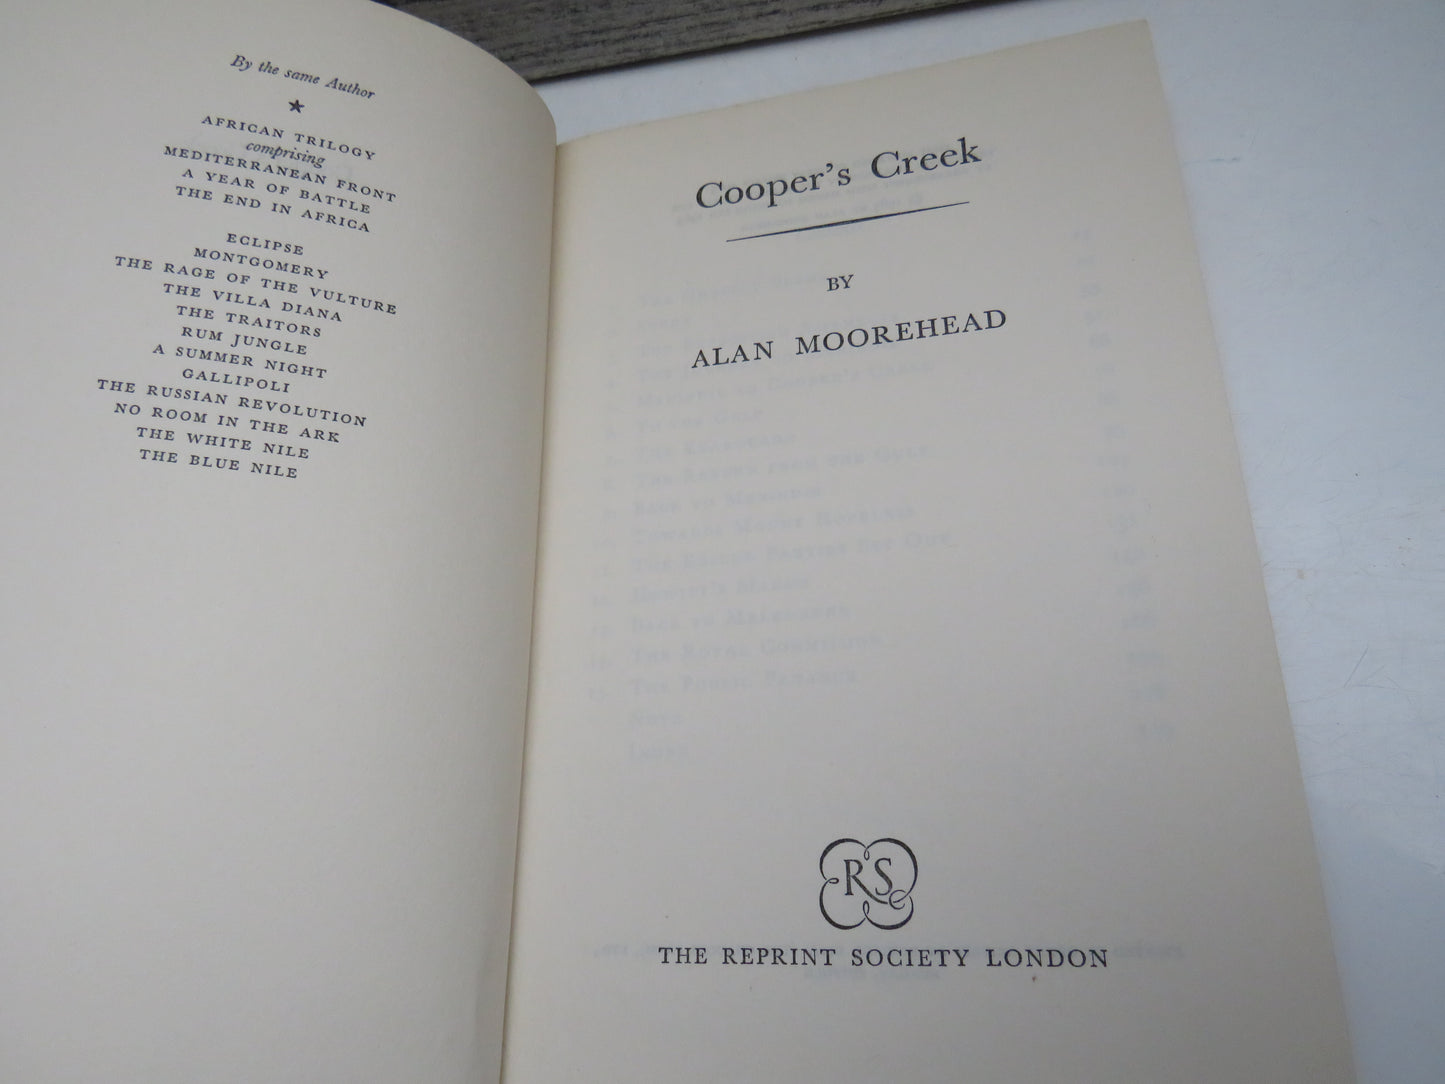 By the same Author
★
AFRICAN TRILOGY
comprising
MEDITERRANEAN FRONT
A YEAR OF BATTLE
THE END IN AFRICA
ECLIPSE
MONTGOMERY
THE RAGE OF THE VULTURE
THE VILLA DIANA
THE TRAITORS
RUM JUNGLE
A SUMMER NIGHT
GALLIPOLI
THE RUSSIAN REVOLUTION
NO ROOM IN THE ARK
THE WHITE NILE
THE BLUE NILE
Cooper's Creek
BY
ALAN MOOREHEAD
RS
THE REPRINT SOCIETY LONDON